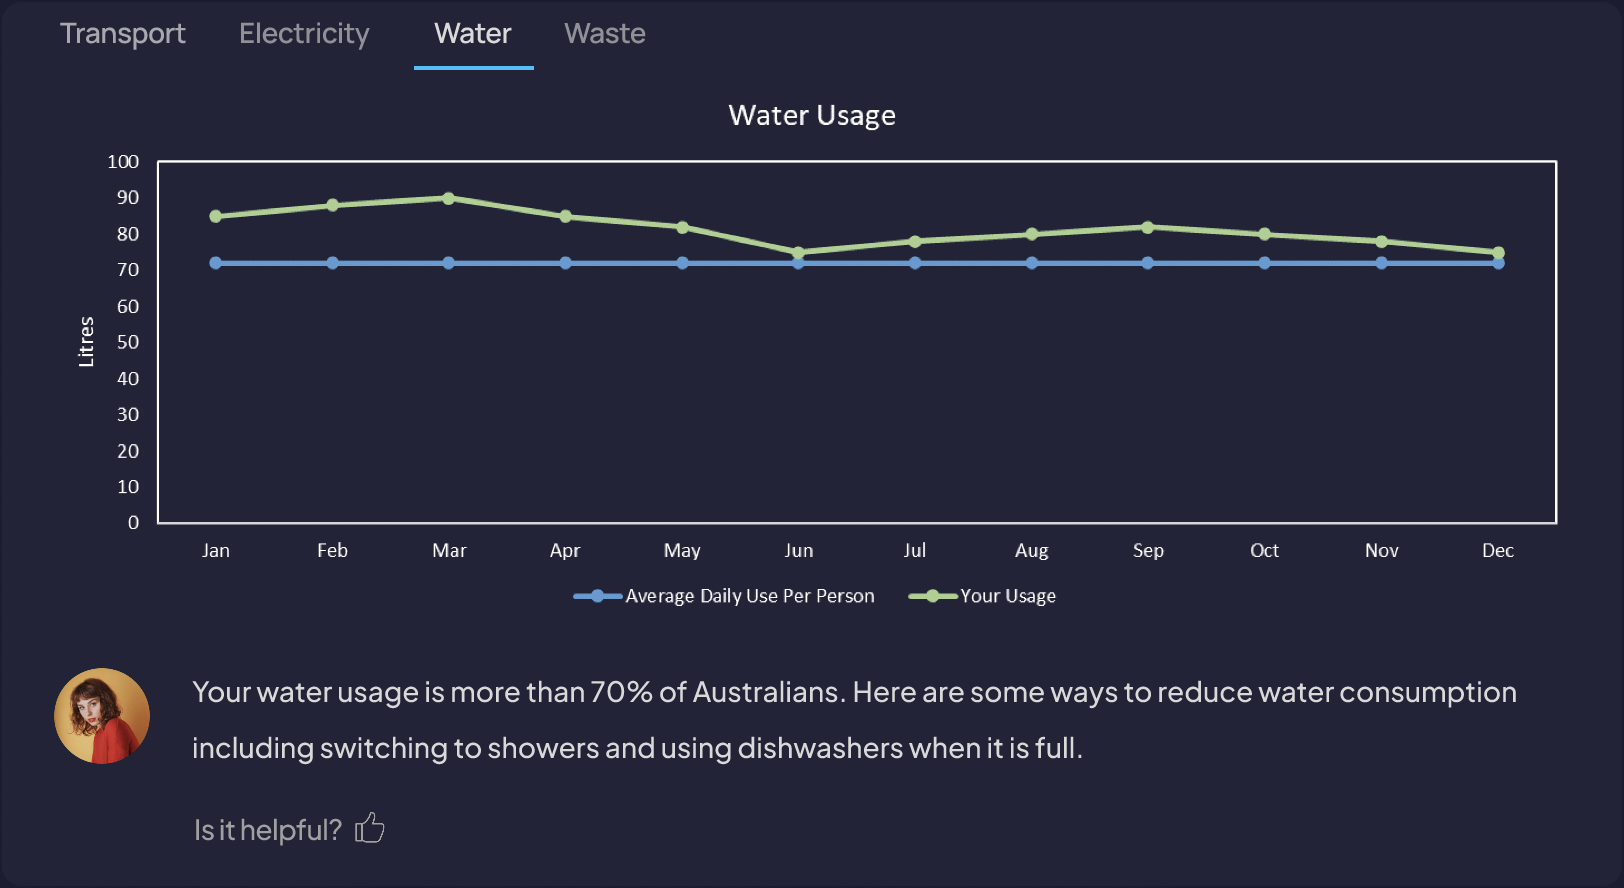 Transport Electricity Water Waste
Water Usage
100
90
80
70
60
50
40
30
20
10
0
Litres
Jan Feb Mar Apr May Jun Jul Aug Sep Oct Nov Dec
Average Daily Use Per Person Your Usage
Your water usage is more than 70% of Australians. Here are some ways to reduce water consumption
including switching to showers and using dishwashers when it is full.
Is it helpful?